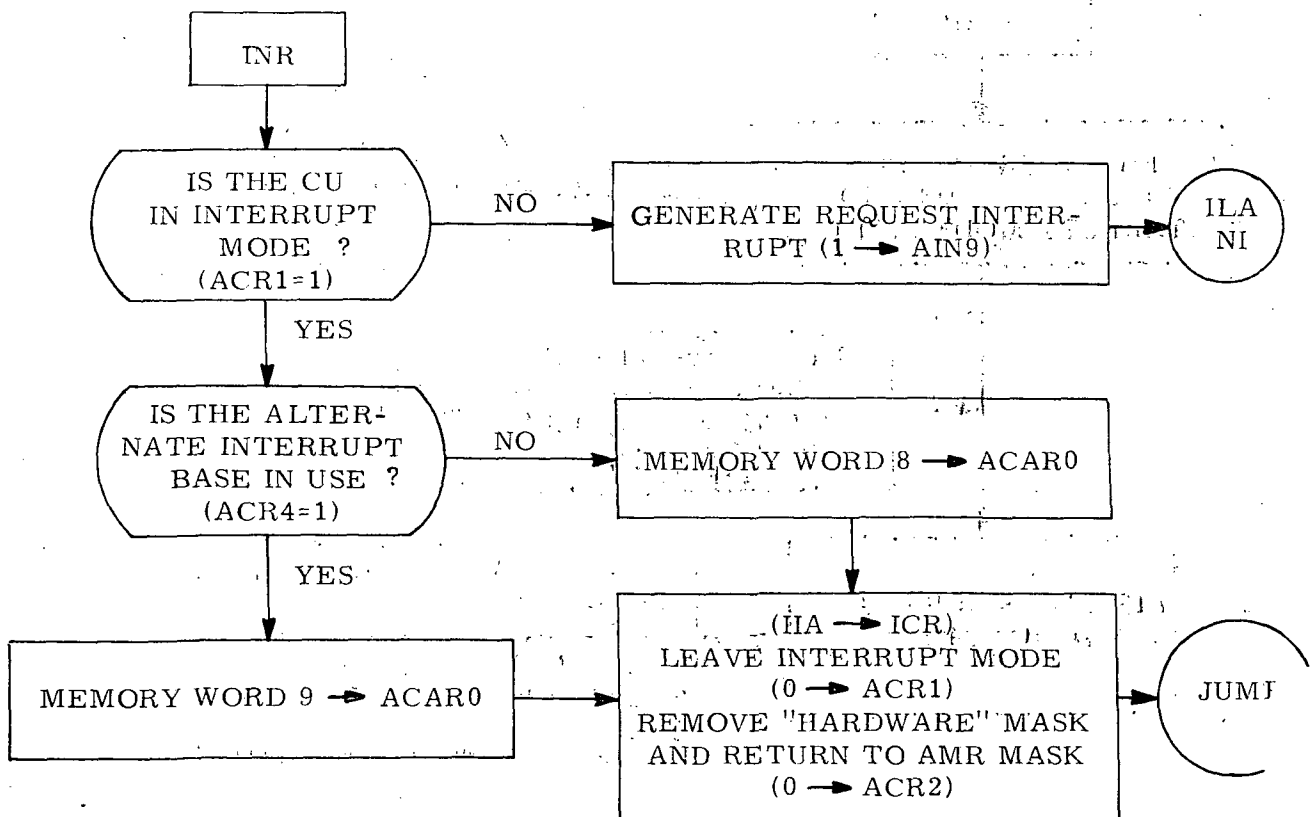 INR
IS THE CU
IN INTERRUPT
MODE ?
(ACR1=1)
NO
GENERATE REQUEST INTER-
RUPT (1 → AIN9)
ILA
NI
YES
IS THE ALTER-
NATE INTERRUPT
BASE IN USE ?
(ACR4=1)
NO
MEMORY WORD 8 → ACAR0
YES
MEMORY WORD 9 → ACAR0
(IIA → ICR)
LEAVE INTERRUPT MODE
(0 → ACR1)
REMOVE "HARDWARE" MASK
AND RETURN TO AMR MASK
(0 → ACR2)
JUMP